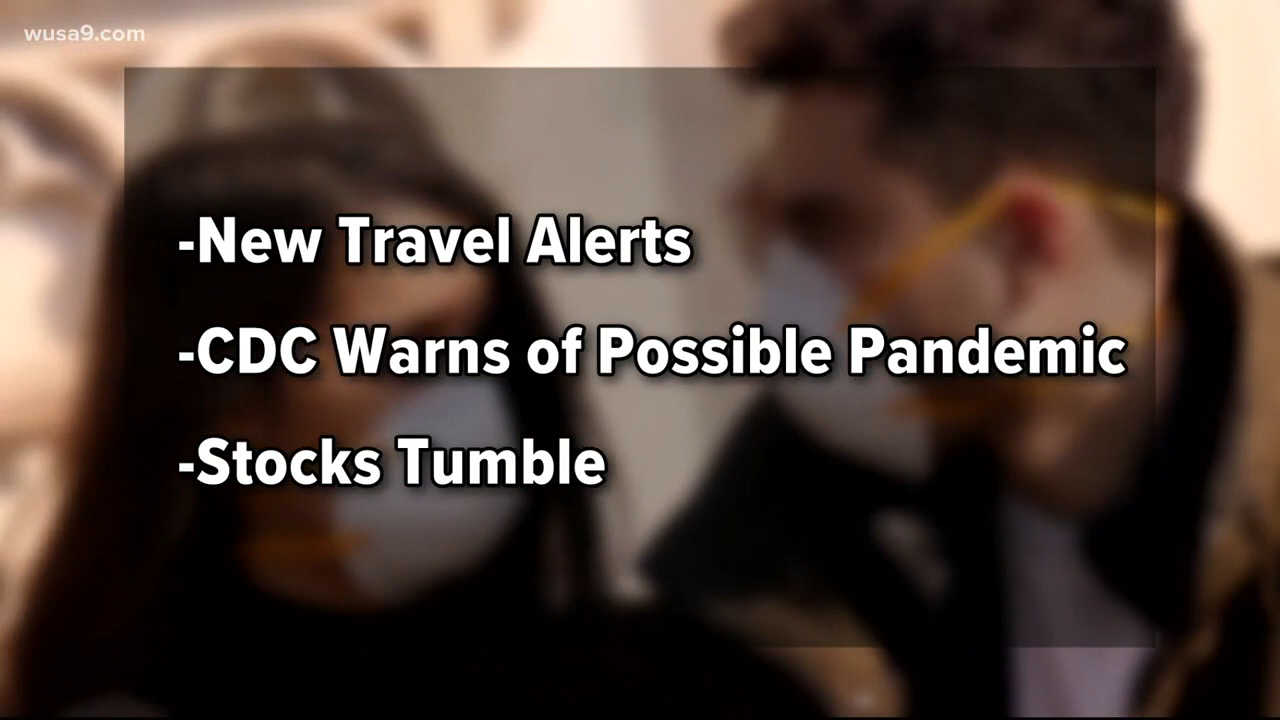 wusa9.com
-New Travel Alerts
-CDC Warns of Possible Pandemic
-Stocks Tumble